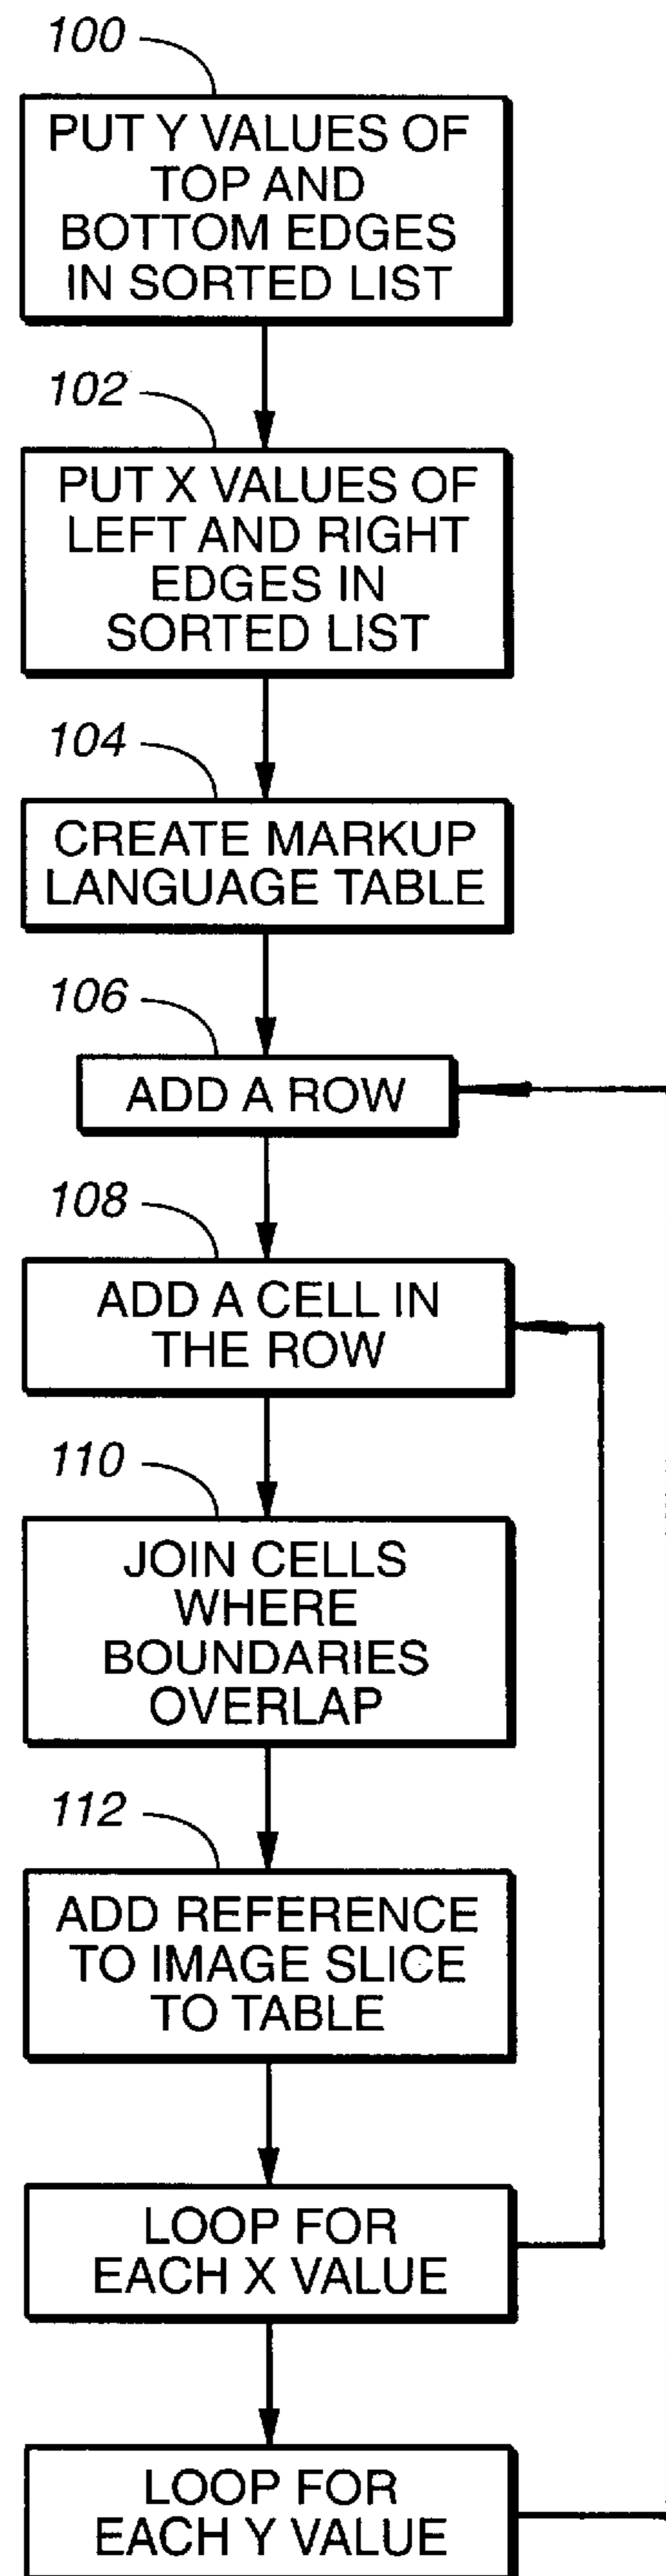 100
PUT Y VALUES OF
TOP AND
BOTTOM EDGES
IN SORTED LIST
102
PUT X VALUES OF
LEFT AND RIGHT
EDGES IN
SORTED LIST
104
CREATE MARKUP
LANGUAGE TABLE
106
ADD A ROW
108
ADD A CELL IN
THE ROW
110
JOIN CELLS
WHERE
BOUNDARIES
OVERLAP
112
ADD REFERENCE
TO IMAGE SLICE
TO TABLE
LOOP FOR
EACH X VALUE
LOOP FOR
EACH Y VALUE